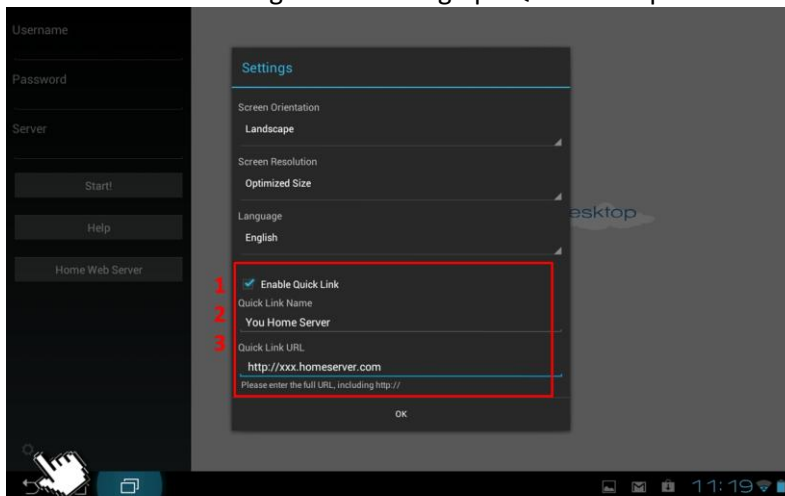 Username
Password
Server
Start!
Help
Home Web Server
Settings
Screen Orientation
Landscape
Screen Resolution
Optimized Size
Language
English
1 Enable Quick Link
2 Quick Link Name
You Home Server
3 Quick Link URL
http://xxx.homeserver.com
Please enter the full URL, including http://
OK
esktop
11:19